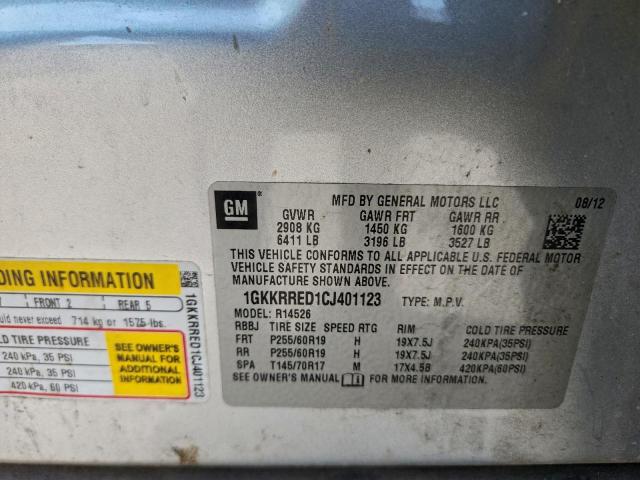 GM
MFD BY GENERAL MOTORS LLC 08/12
GVWR GAWR FRT GAWR RR
2908 KG 1450 KG 1600 KG
6411 LB 3196 LB 3527 LB
THIS VEHICLE CONFORMS TO ALL APPLICABLE U.S. FEDERAL MOTOR
VEHICLE SAFETY STANDARDS IN EFFECT ON THE DATE OF
MANUFACTURE SHOWN ABOVE.
1GKKRRED1CJ401123 TYPE: M.P.V.
MODEL: R14526
RBBJ TIRE SIZE SPEED RTG RIM COLD TIRE PRESSURE
FRT P255/60R19 H 19X7.5J 240KPA(35PSI)
RR P255/60R19 H 19X7.5J 240KPA(35PSI)
SPA T145/70R17 M 17X4.5B 420KPA(60PSI)
SEE OWNER'S MANUAL FOR MORE INFORMATION.
DING INFORMATION
FRONT 2 REAR 5
uld never exceed 714 kg or 1575 lbs.
COLD TIRE PRESSURE
240 kPa, 35 PSI
240 kPa, 35 PSI
420 kPa, 60 PSI
SEE OWNER'S
MANUAL FOR
ADDITIONAL
INFORMATION
1GKKRRED1CJ401123